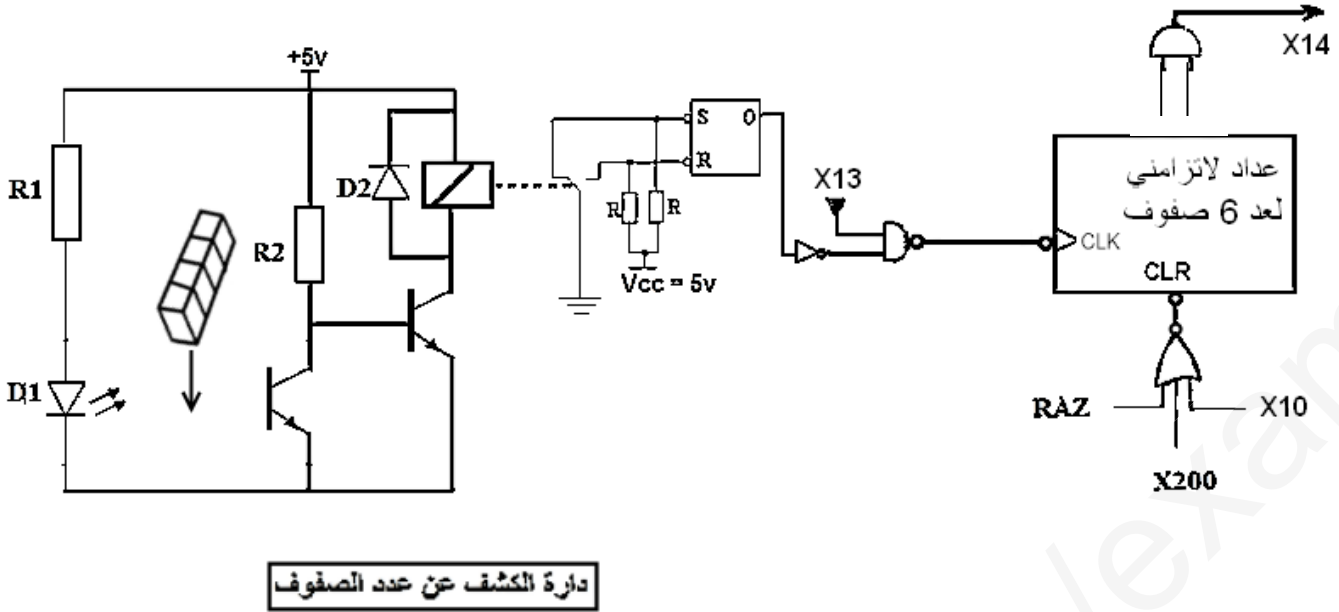 +5v
R1
D1
R2
D2
S 0
R
R R
Vcc = 5v
X13
X14
عداد لاتزامني
لعد 6 صفوف
CLK
CLR
RAZ
X10
X200
دارة الكشف عن عدد الصفوف